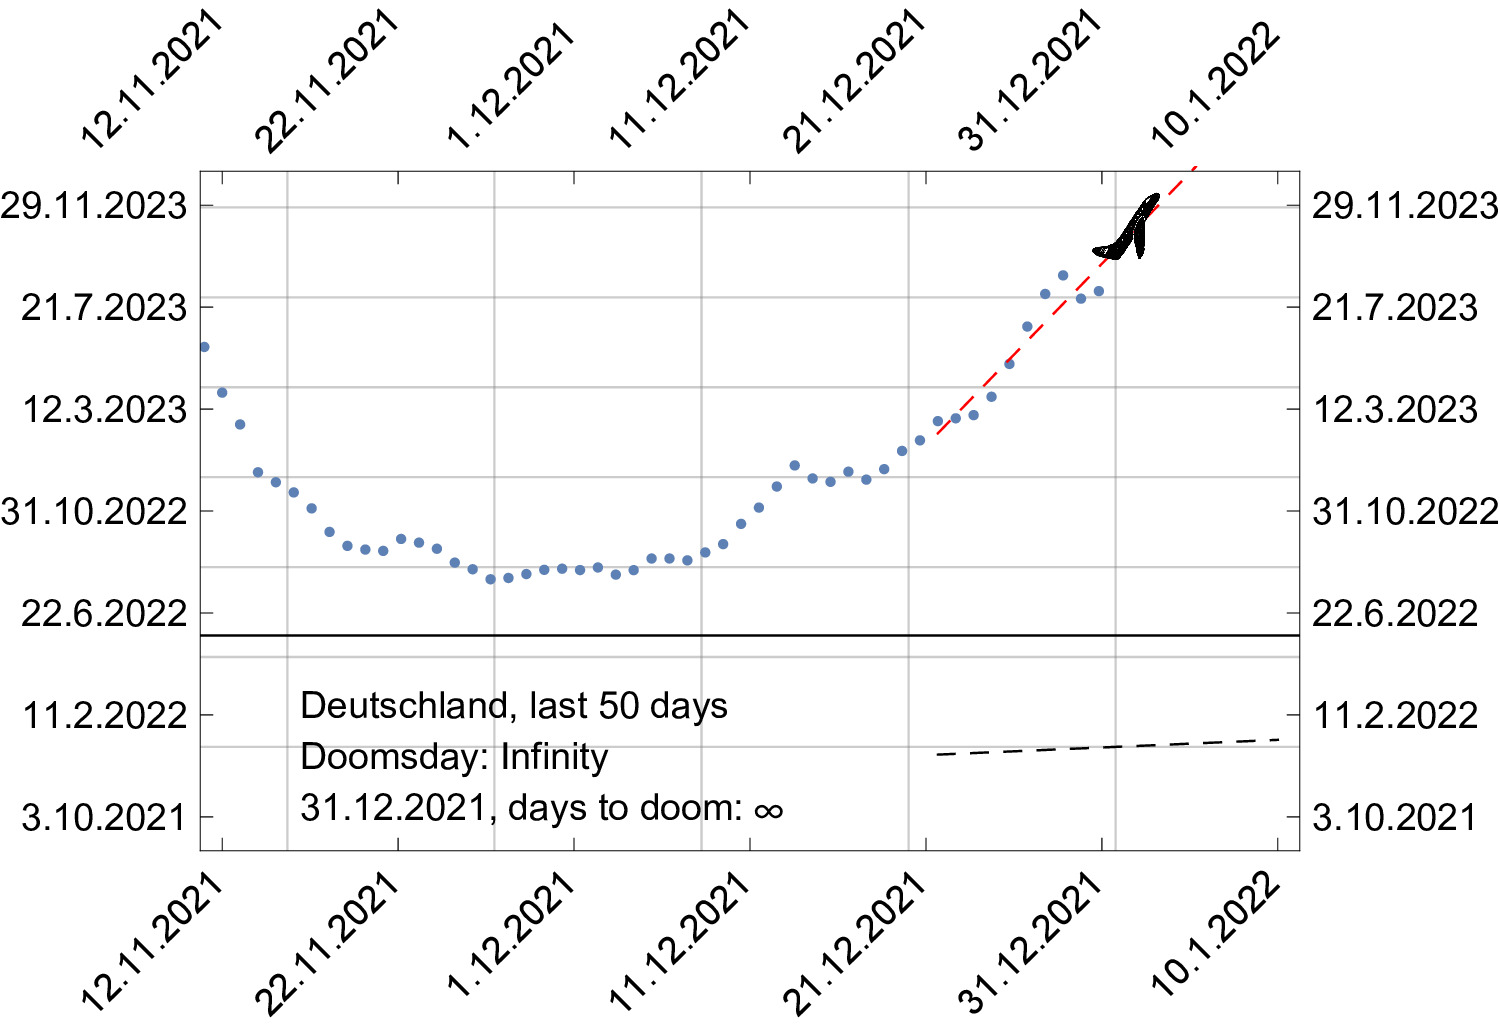 12.11.2021 22.11.2021 1.12.2021 11.12.2021 21.12.2021 31.12.2021 10.1.2022
29.11.2023 29.11.2023
21.7.2023 21.7.2023
12.3.2023 12.3.2023
31.10.2022 31.10.2022
22.6.2022 22.6.2022
11.2.2022 11.2.2022
3.10.2021 3.10.2021
Deutschland, last 50 days
Doomsday: Infinity
31.12.2021, days to doom: ∞
12.11.2021 22.11.2021 1.12.2021 11.12.2021 21.12.2021 31.12.2021 10.1.2022